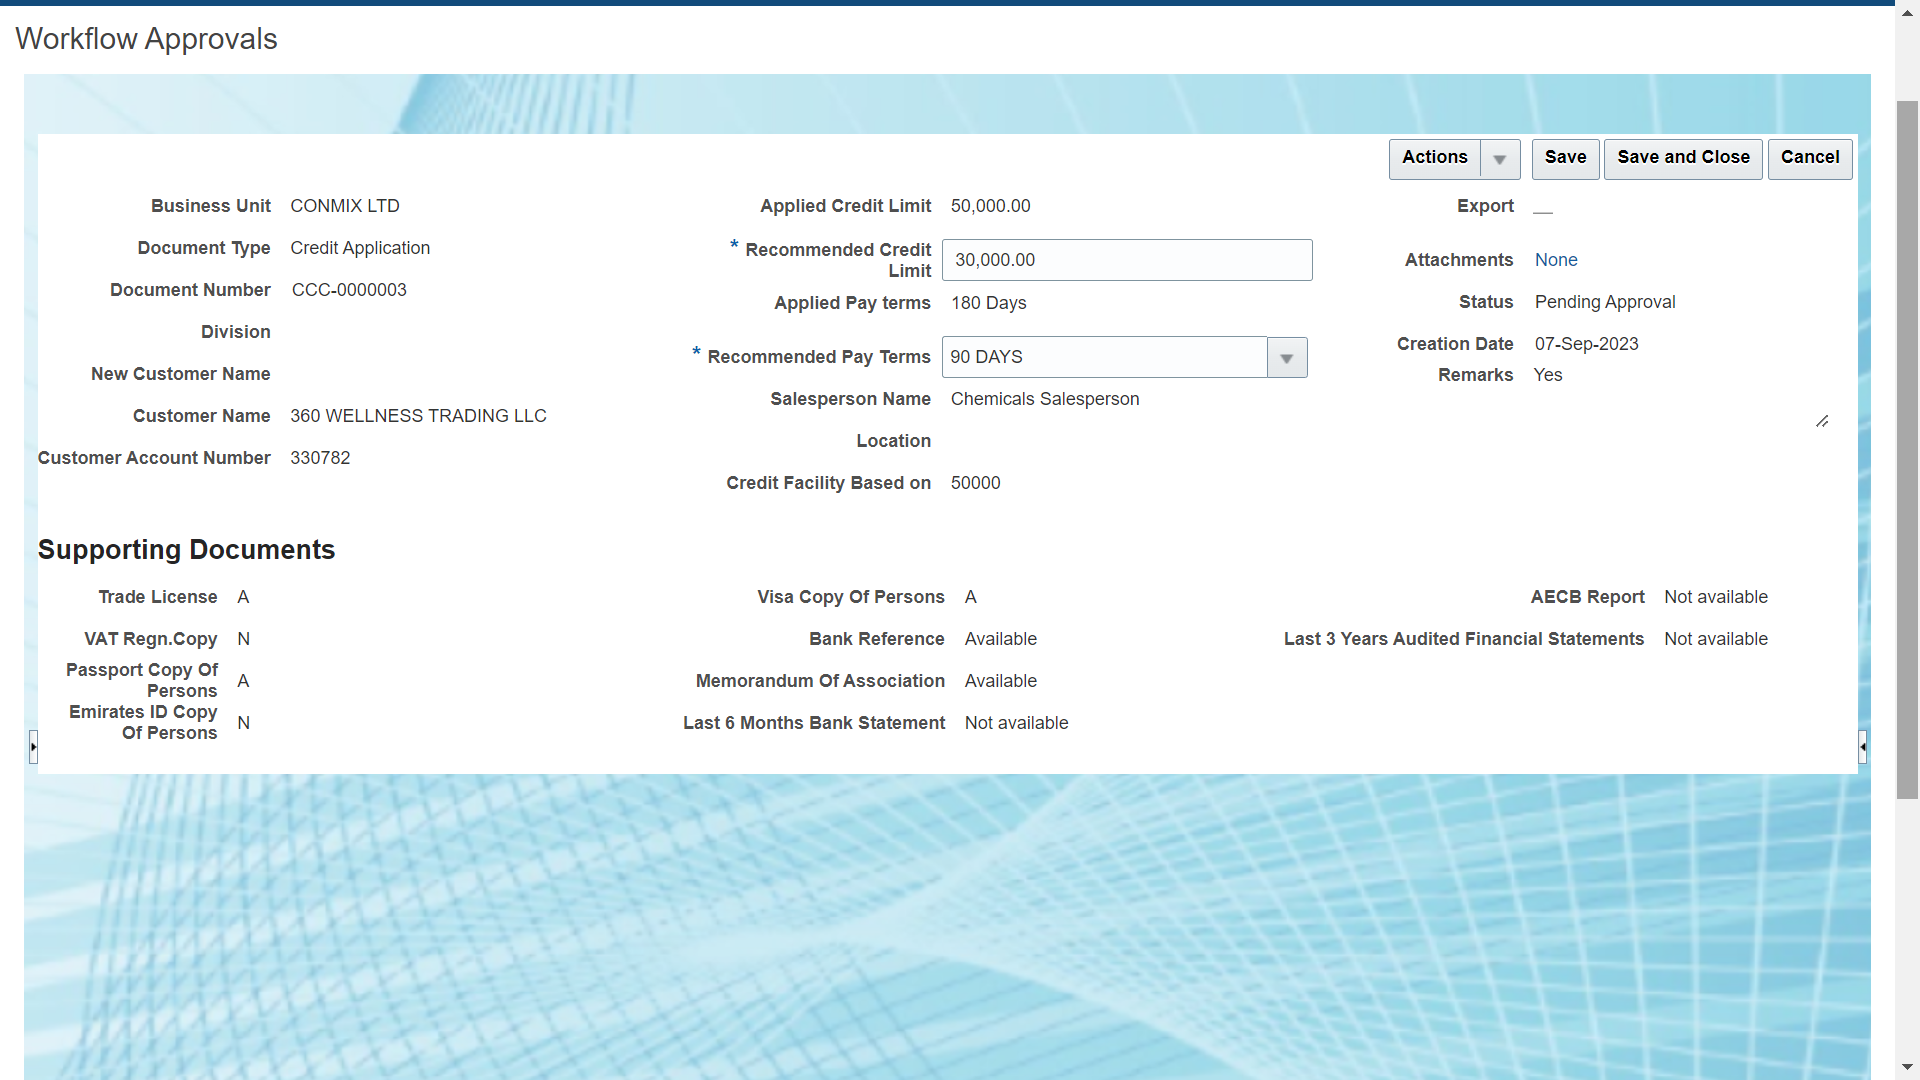 Workflow Approvals
Actions Save Save and Close Cancel
Business Unit CONMIX LTD
Document Type Credit Application
Document Number CCC-0000003
Division
New Customer Name
Customer Name 360 WELLNESS TRADING LLC
Customer Account Number 330782
Applied Credit Limit 50,000.00
* Recommended Credit
Limit 30,000.00
Applied Pay terms 180 Days
* Recommended Pay Terms 90 DAYS
Salesperson Name Chemicals Salesperson
Location
Credit Facility Based on 50000
Export __
Attachments None
Status Pending Approval
Creation Date 07-Sep-2023
Remarks Yes
Supporting Documents
Trade License A
VAT Regn.Copy N
Passport Copy Of
Persons A
Emirates ID Copy
Of Persons N
Visa Copy Of Persons A
Bank Reference Available
Memorandum Of Association Available
Last 6 Months Bank Statement Not available
AECB Report Not available
Last 3 Years Audited Financial Statements Not available